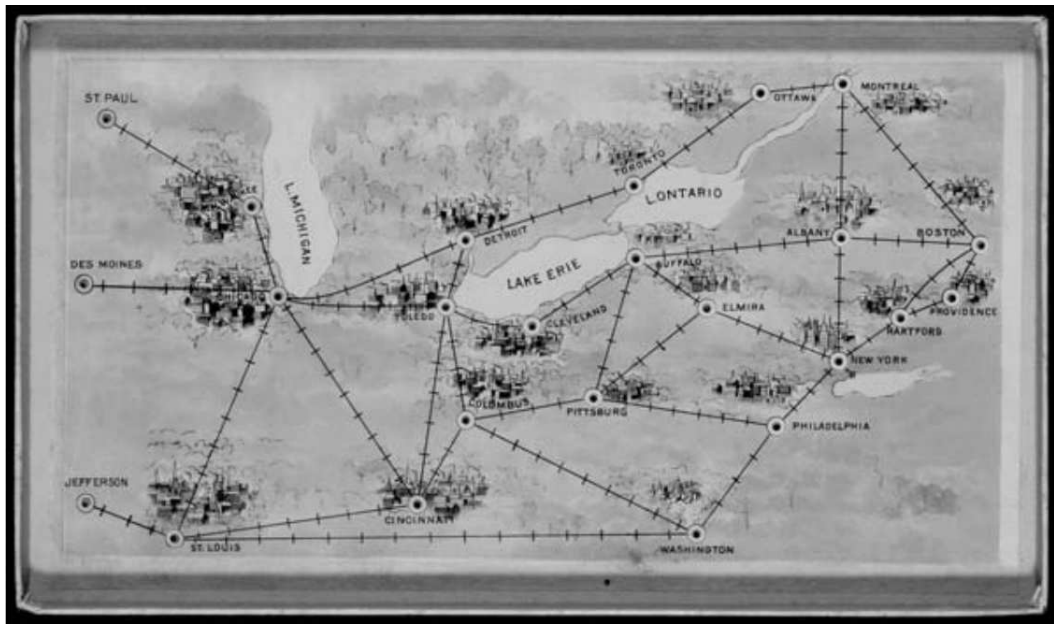 ST. PAUL
MONTREAL
OTTAWA
TORONTO
L. ONTARIO
L. MICHIGAN
DETROIT
ALBANY
BOSTON
DES MOINES
LAKE ERIE
BUFFALO
TOLEDO
CLEVELAND
ELMIRA
PROVIDENCE
HARTFORD
NEW YORK
COLUMBUS
PITTSBURG
PHILADELPHIA
JEFFERSON
CINCINNATI
ST. LOUIS
WASHINGTON